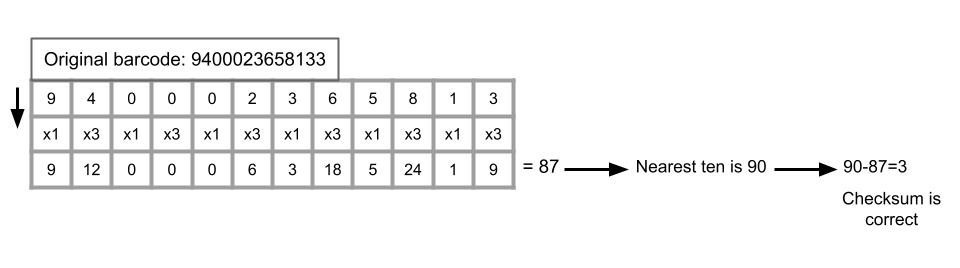 Original barcode: 9400023658133
9 4 0 0 0 2 3 6 5 8 1 3
x1 x3 x1 x3 x1 x3 x1 x3 x1 x3 x1 x3
9 12 0 0 0 6 3 18 5 24 1 9 = 87 Nearest ten is 90 90-87=3
Checksum is
correct